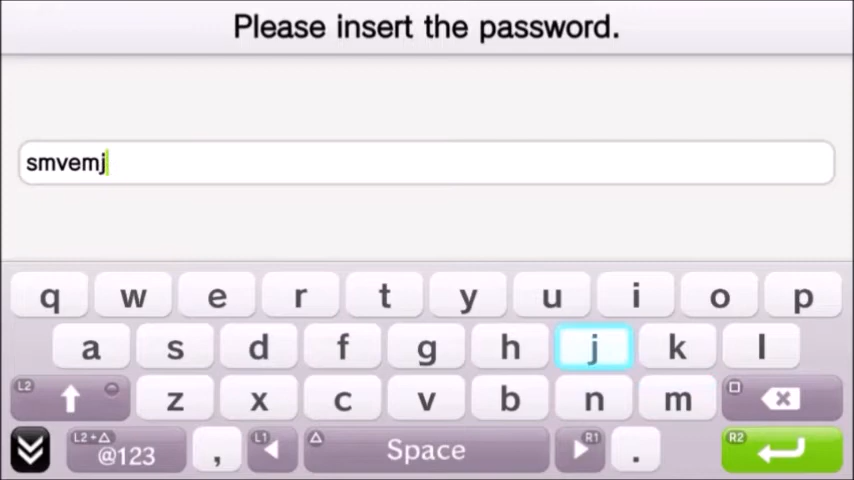 Please insert the password.
smvemj
q w e r t y u i o p
a s d f g h j k l
L2 z x c v b n m
L2+△ @123 , L1 ◀ △ Space ▶ R1 . R2